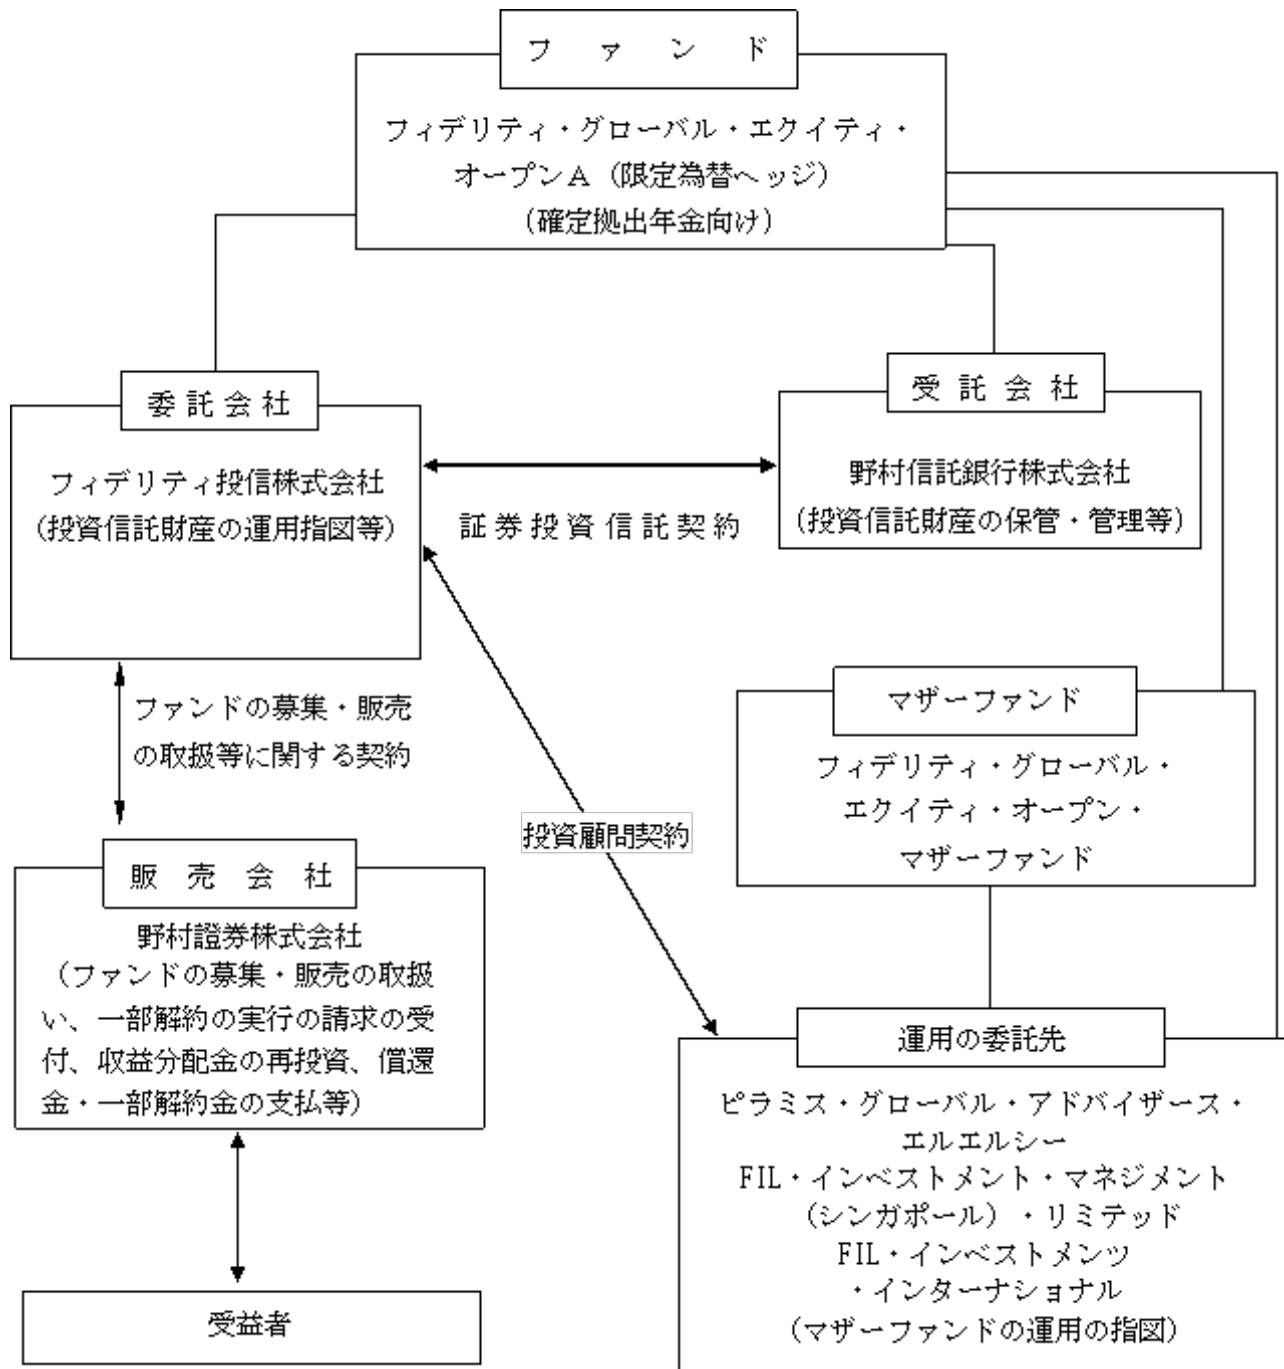 ファンド
フィデリティ・グローバル・エクイティ・
オープンＡ（限定為替ヘッジ）
（確定拠出年金向け）
委託会社
フィデリティ投信株式会社
（投資信託財産の運用指図等）
証券投資信託契約
受託会社
野村信託銀行株式会社
（投資信託財産の保管・管理等）
ファンドの募集・販売
の取扱等に関する契約
投資顧問契約
マザーファンド
フィデリティ・グローバル・
エクイティ・オープン・
マザーファンド
販売会社
野村證券株式会社
（ファンドの募集・販売の取扱
い、一部解約の実行の請求の受
付、収益分配金の再投資、償還
金・一部解約金の支払等）
運用の委託先
ピラミス・グローバル・アドバイザース・
エルエルシー
FIL・インベストメント・マネジメント
（シンガポール）・リミテッド
FIL・インベストメンツ
・インターナショナル
（マザーファンドの運用の指図）
受益者